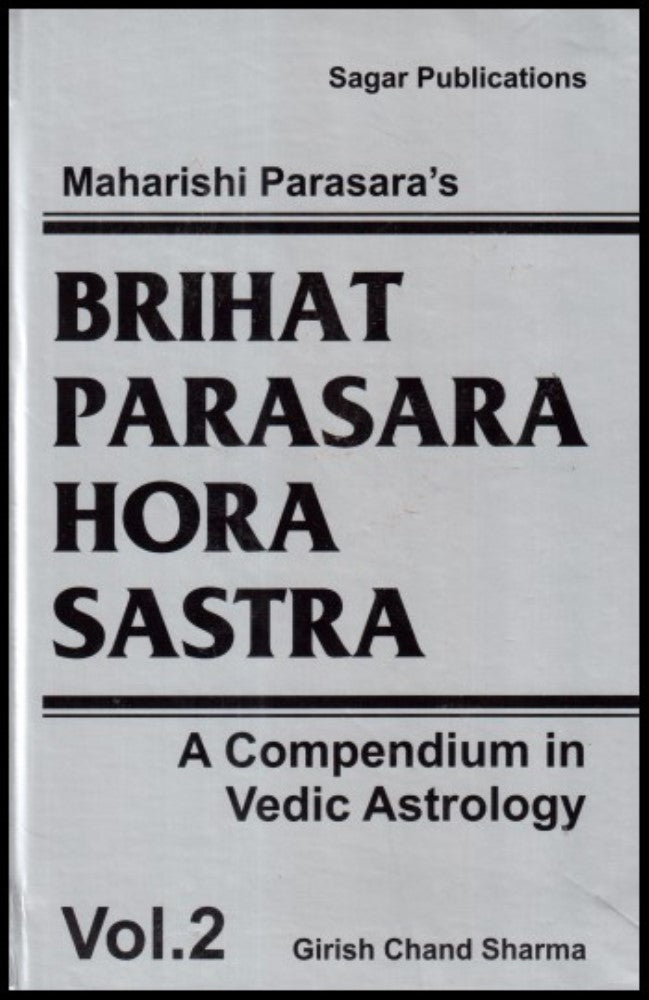 Sagar Publications
Maharishi Parasara's
BRIHAT
PARASARA
HORA
SASTRA
A Compendium in
Vedic Astrology
Vol.2
Girish Chand Sharma